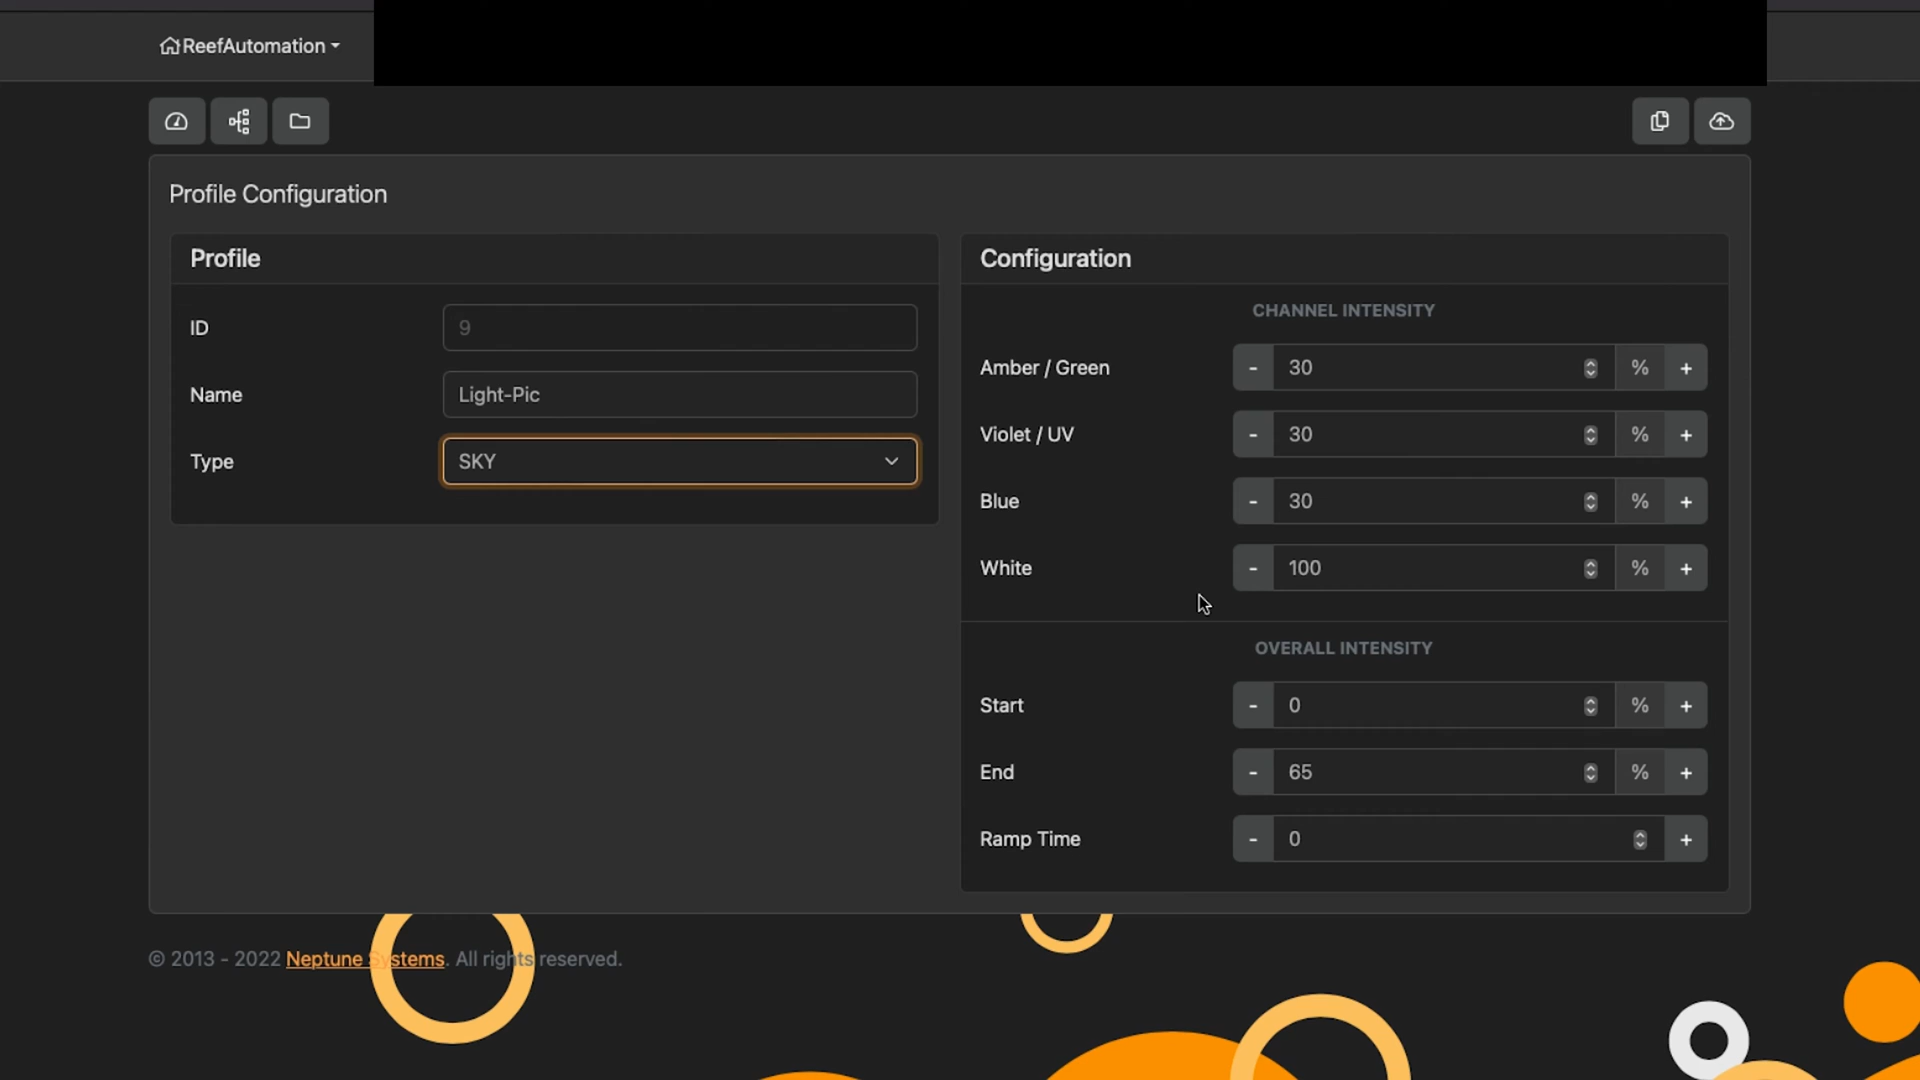 ReefAutomation
Profile Configuration
Profile
ID
9
Name
Light-Pic
Type
SKY
Configuration
CHANNEL INTENSITY
Amber / Green
- 30 % +
Violet / UV
- 30 % +
Blue
- 30 % +
White
- 100 % +
OVERALL INTENSITY
Start
- 0 % +
End
- 65 % +
Ramp Time
- 0 +
© 2013 - 2022 Neptune Systems. All rights reserved.